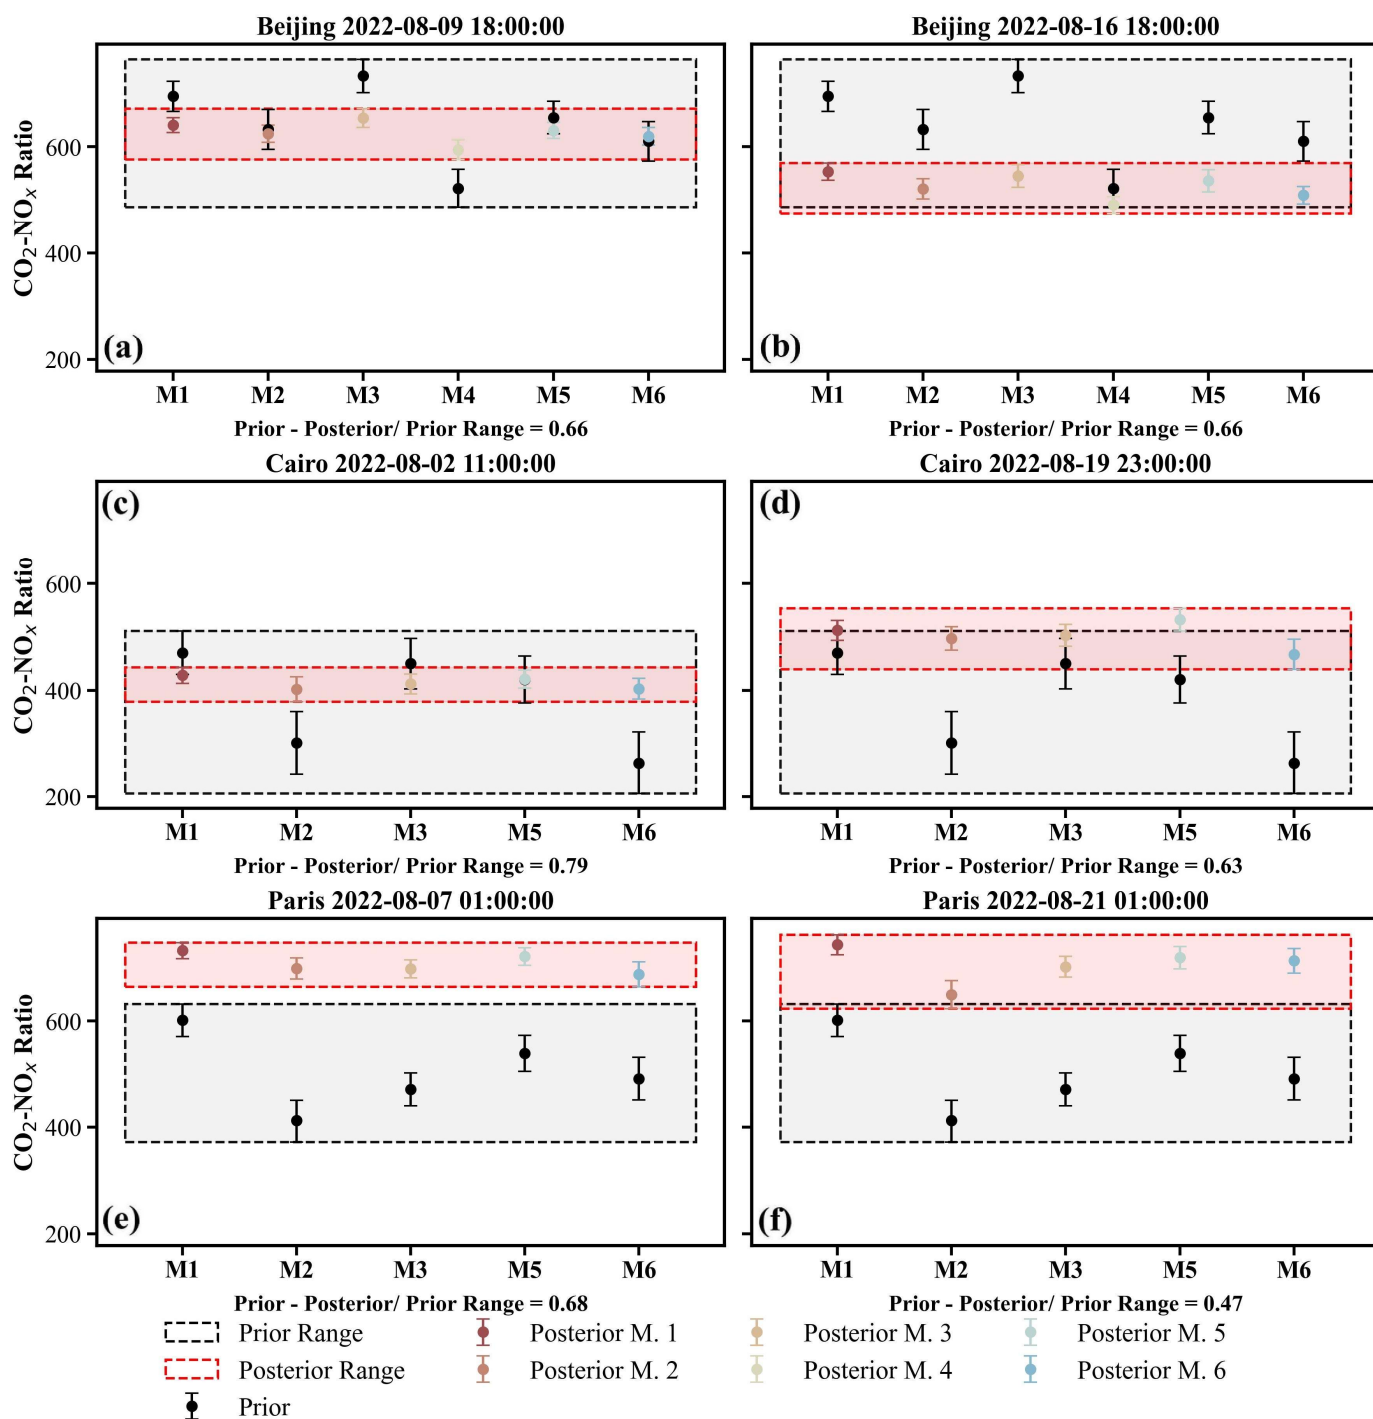 Beijing 2022-08-09 18:00:00
Beijing 2022-08-16 18:00:00
CO₂-NOₓ Ratio
600
400
200
(a)
(b)
M1 M2 M3 M4 M5 M6
M1 M2 M3 M4 M5 M6
Prior - Posterior/ Prior Range = 0.66
Prior - Posterior/ Prior Range = 0.66
Cairo 2022-08-02 11:00:00
Cairo 2022-08-19 23:00:00
(c)
(d)
CO₂-NOₓ Ratio
600
400
200
M1 M2 M3 M5 M6
M1 M2 M3 M5 M6
Prior - Posterior/ Prior Range = 0.79
Prior - Posterior/ Prior Range = 0.63
Paris 2022-08-07 01:00:00
Paris 2022-08-21 01:00:00
CO₂-NOₓ Ratio
600
400
200
(e)
(f)
M1 M2 M3 M5 M6
M1 M2 M3 M5 M6
Prior - Posterior/ Prior Range = 0.68
Prior - Posterior/ Prior Range = 0.47
Prior Range
Posterior Range
Prior
Posterior M. 1
Posterior M. 2
Posterior M. 3
Posterior M. 4
Posterior M. 5
Posterior M. 6